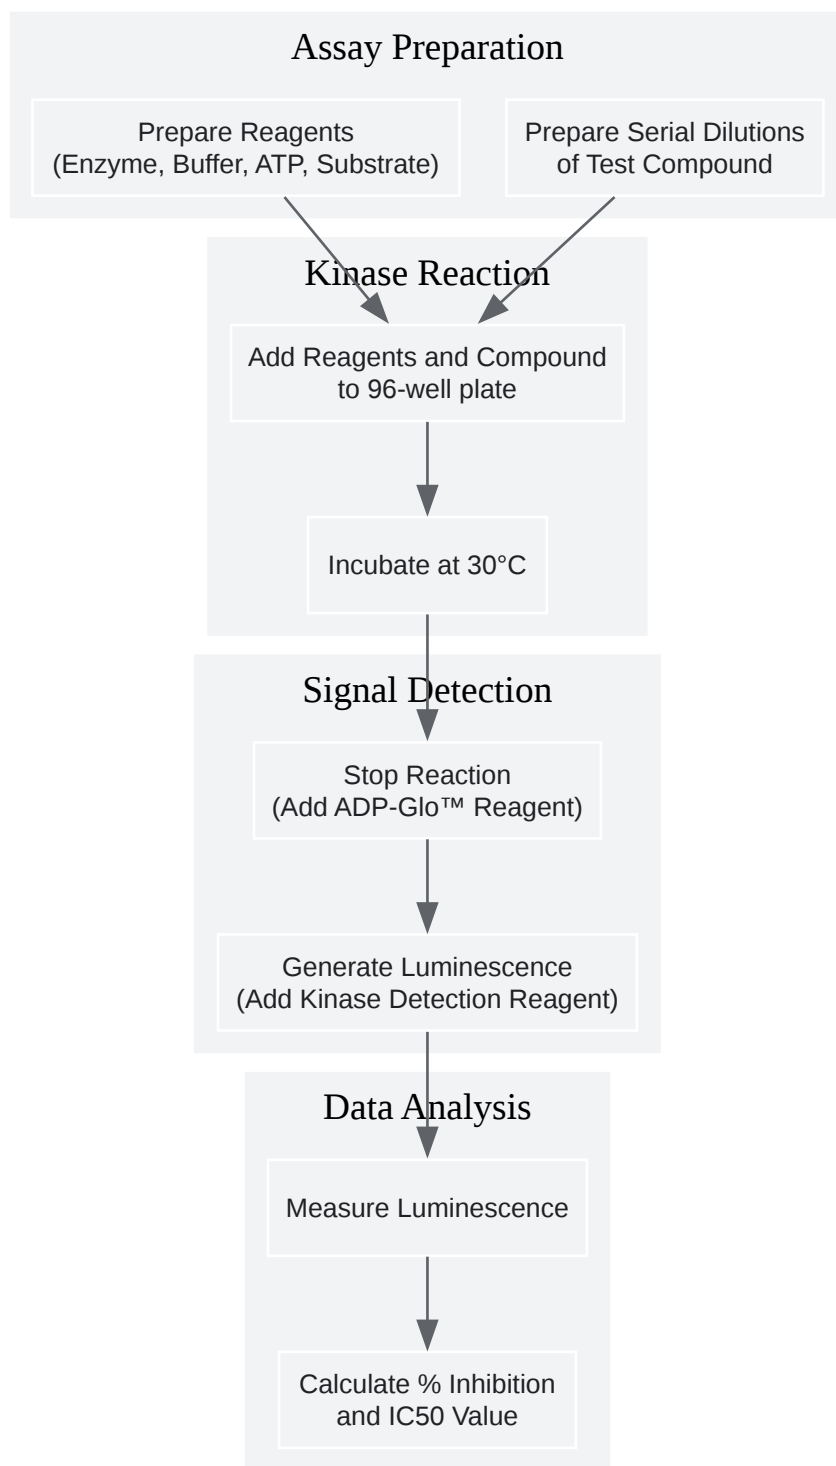 Assay Preparation
Prepare Reagents
(Enzyme, Buffer, ATP, Substrate)
Prepare Serial Dilutions
of Test Compound
Kinase Reaction
Add Reagents and Compound
to 96-well plate
Incubate at 30°C
Signal Detection
Stop Reaction
(Add ADP-Glo™ Reagent)
Generate Luminescence
(Add Kinase Detection Reagent)
Data Analysis
Measure Luminescence
Calculate % Inhibition
and IC50 Value